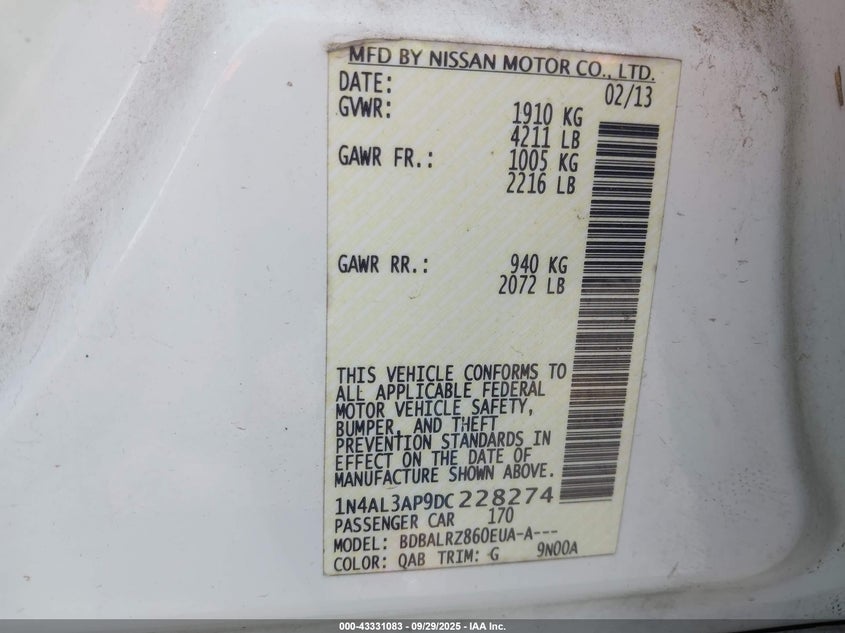 MFD BY NISSAN MOTOR CO., LTD.
DATE: 02/13
GVWR: 1910 KG
4211 LB
GAWR FR.: 1005 KG
2216 LB
GAWR RR.: 940 KG
2072 LB
THIS VEHICLE CONFORMS TO
ALL APPLICABLE FEDERAL
MOTOR VEHICLE SAFETY,
BUMPER, AND THEFT
PREVENTION STANDARDS IN
EFFECT ON THE DATE OF
MANUFACTURE SHOWN ABOVE.
1N4AL3AP9DC228274
PASSENGER CAR 170
MODEL: BDBALRZ860EUA-A---
COLOR: QAB TRIM: G 9N00A
000-43331083 - 09/29/2025 - IAA Inc.